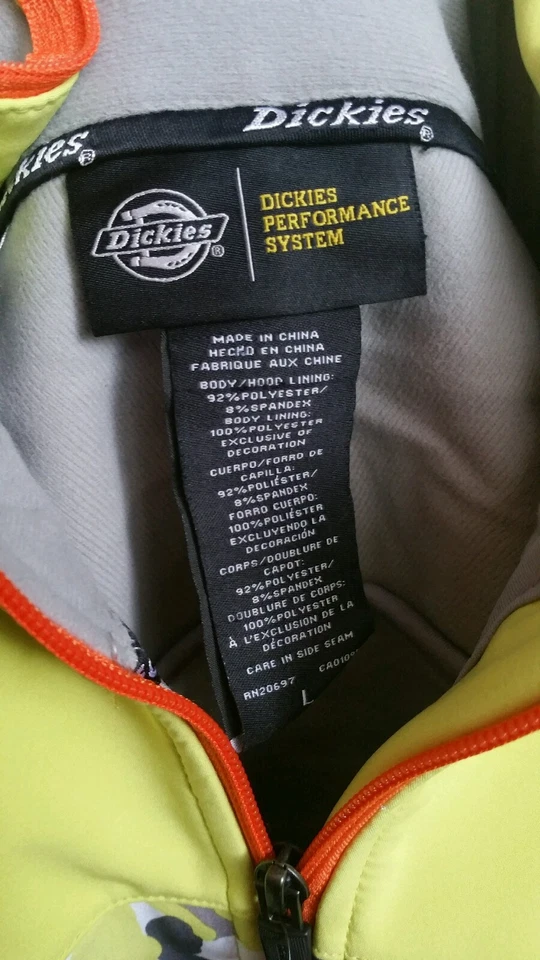 Dickies®
kies®
Dickies®
DICKIES
PERFORMANCE
SYSTEM
MADE IN CHINA
HECHO EN CHINA
FABRIQUE AUX CHINE
BODY/HOOD LINING:
92%POLYESTER/
8%SPANDEX
BODY LINING:
100%POLYESTER
EXCLUSIVE OF
DECORATION
CUERPO/FORRO DE
CAPILLA:
92%POLIÉSTER/
8%SPANDEX
FORRO CUERPO:
100%POLIÉSTER
EXCLUYENDO LA
DECORACIÓN
CORPS/DOUBLURE DE
CAPOT:
92%POLYESTER/
8%SPANDEX
DOUBLURE DE CORPS:
100%POLYESTER
À L'EXCLUSION DE LA
DÉCORATION
CARE IN SIDE SEAM
RN20697 CA010
L